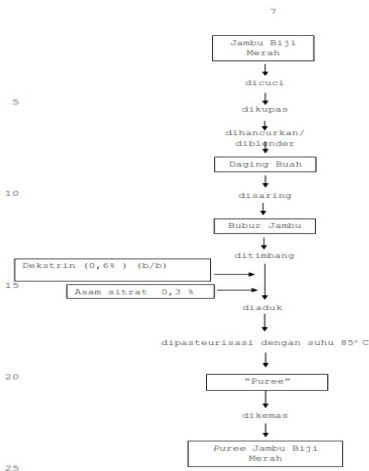 7
Jambu Biji
Merah
dicuci
5
dikupas
dihancurkan/
diblender
Daging Buah
10
disaring
Bubur Jambu
ditimbang
Dekstrin (0,6% ) (b/b)
15
Asam sitrat 0,3 %
diaduk
dipasteurisasi dengan suhu 85° C
20
“Puree”
dikemas
Puree Jambu Biji
Merah
25